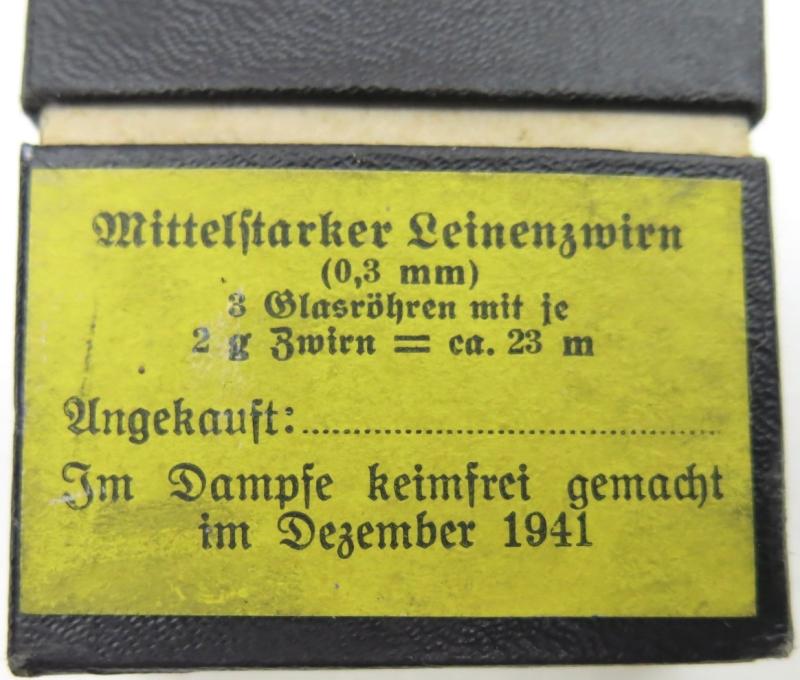 Mittelstarker Leinenzwirn
(0,3 mm)
3 Glasröhren mit je
2 g Zwirn = ca. 23 m
Angekauft:..........................................
Im Dampfe keimfrei gemacht
im Dezember 1941